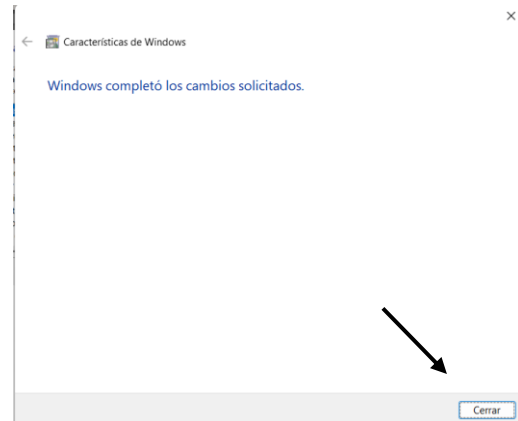 Características de Windows
Windows completó los cambios solicitados.
Cerrar